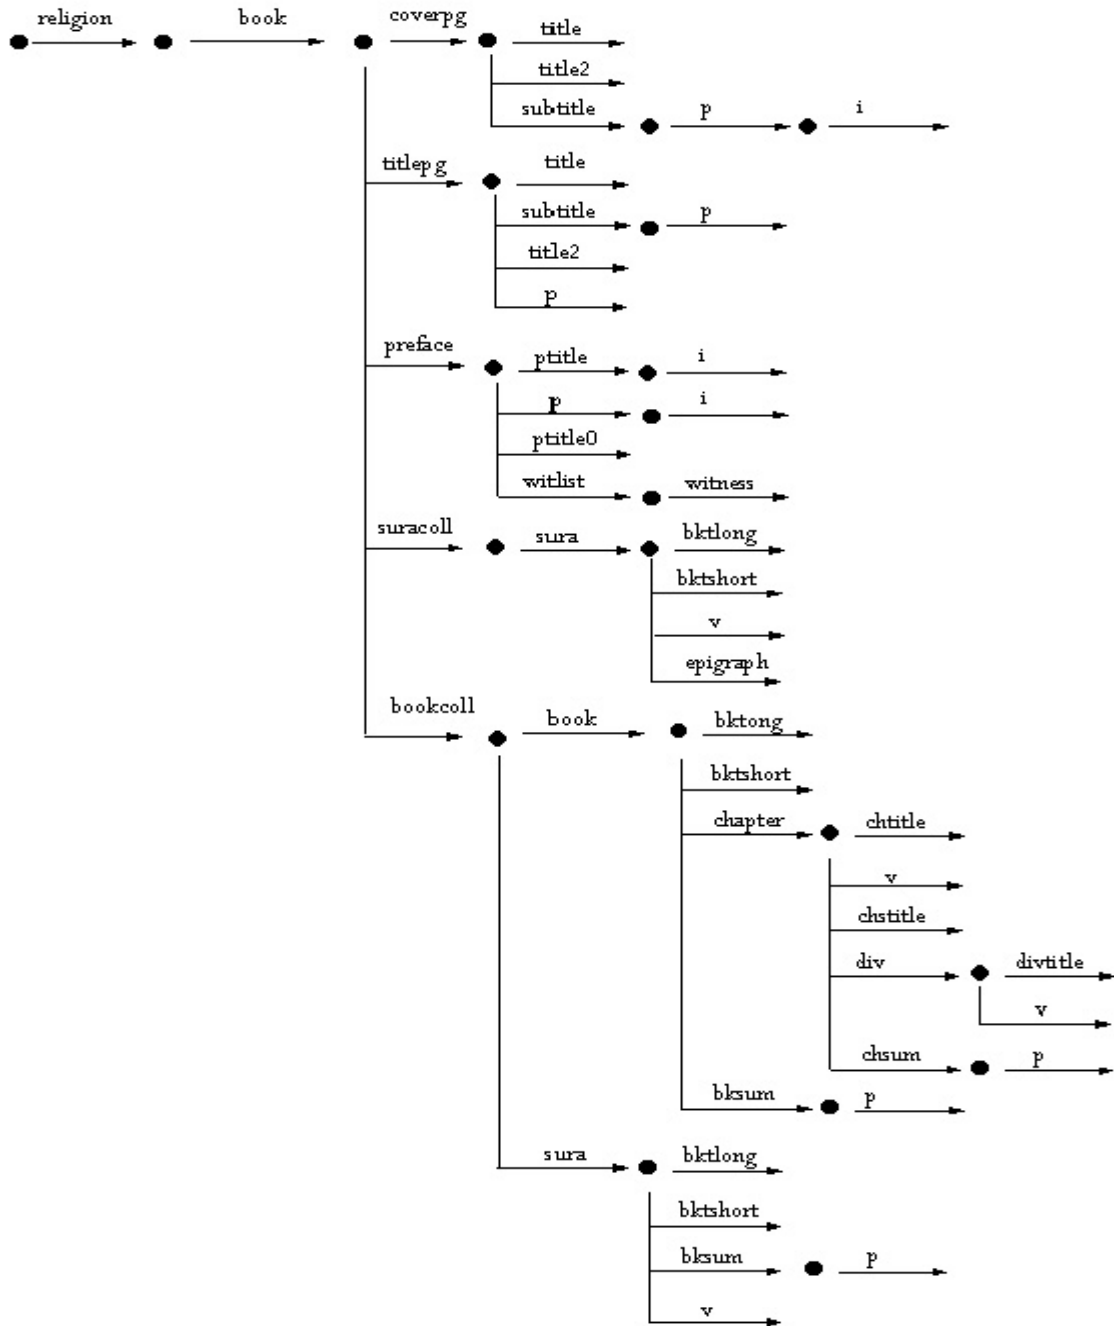 religion book coverpg title
title2
subtitle p i
titlepg title
subtitle p
title2
p
preface ptitle i
p i
ptitle0
witlist witness
suracoll sura bktlong
bktshort
v
epigraph
bookcoll book bktong
bktshort
chapter chtitle
v
chstitle
div divtitle
v
chsum p
bksum p
sura bktlong
bktshort
bksum p
v